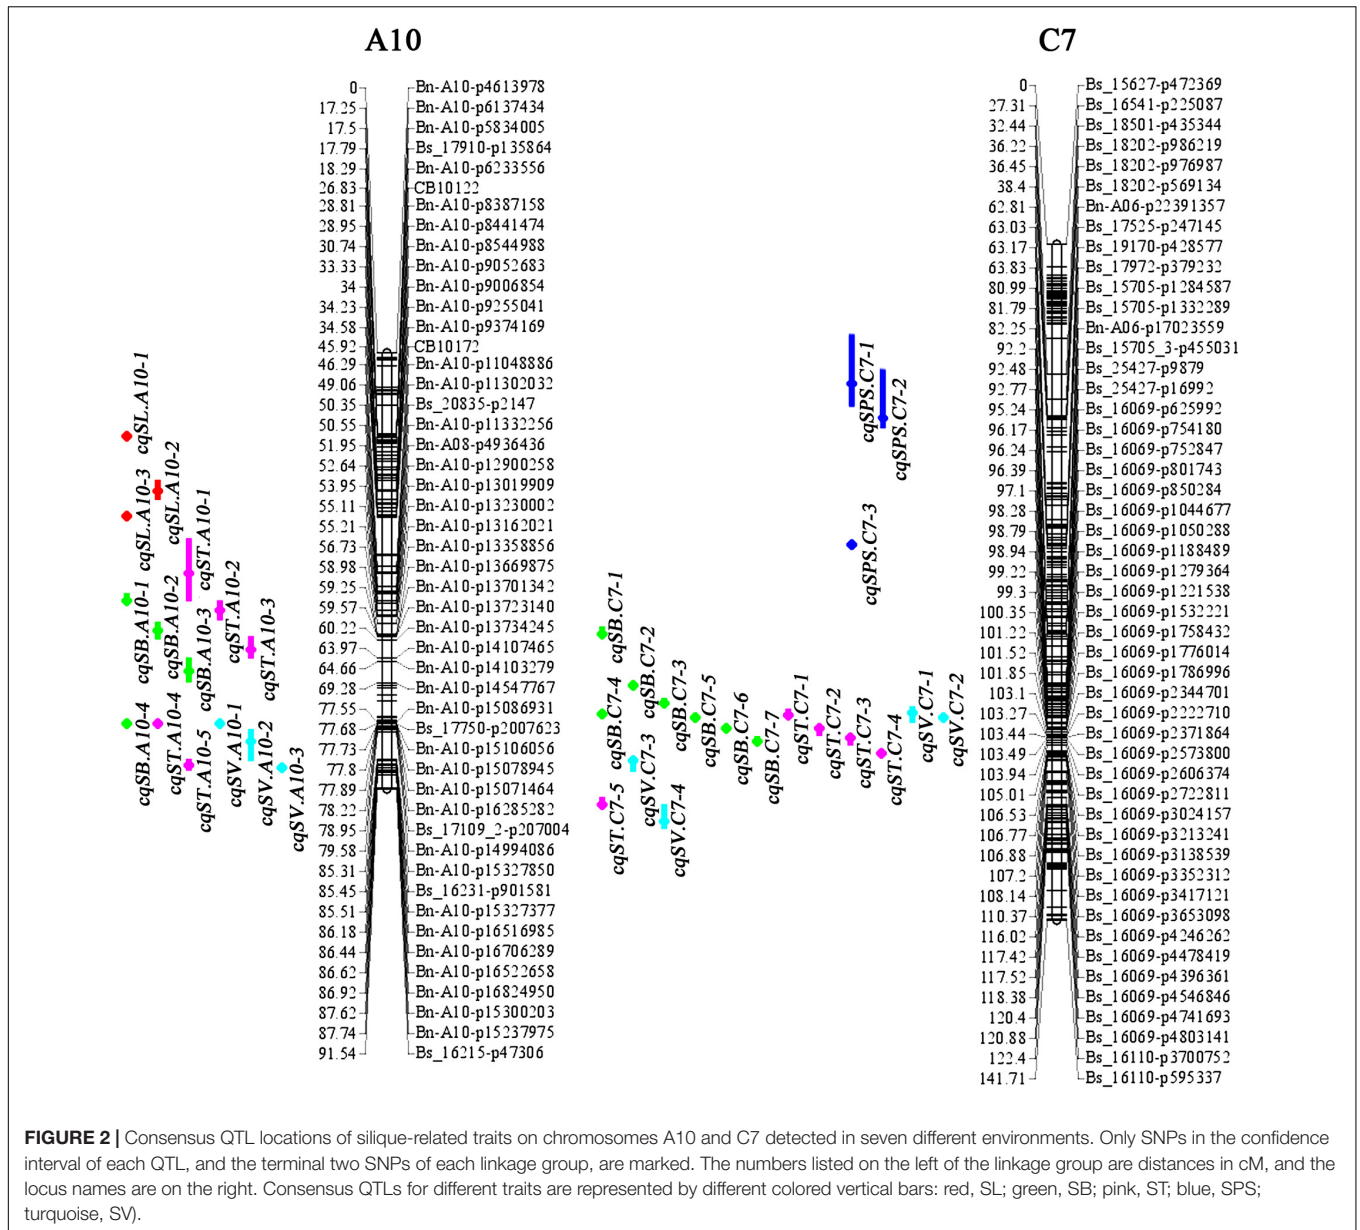 A10
C7
0 Bn-A10-p4613978
17.25 Bn-A10-p6137434
17.5 Bn-A10-p5834005
17.79 Bs_17910-p135864
18.29 Bn-A10-p6233556
26.83 CB10122
28.81 Bn-A10-p8387158
28.95 Bn-A10-p8441474
30.74 Bn-A10-p8544988
33.33 Bn-A10-p9052683
34 Bn-A10-p9006854
34.23 Bn-A10-p9255041
34.58 Bn-A10-p9374169
45.92 CB10172
46.29 Bn-A10-p11048886
49.06 Bn-A10-p11302032
50.35 Bs_20835-p2147
50.55 Bn-A10-p11332256
51.95 Bn-A08-p4936436
52.64 Bn-A10-p12900258
53.95 Bn-A10-p13019909
55.11 Bn-A10-p13230002
55.21 Bn-A10-p13162021
56.73 Bn-A10-p13358856
58.98 Bn-A10-p13669875
59.25 Bn-A10-p13701342
59.57 Bn-A10-p13723140
60.22 Bn-A10-p13734245
63.97 Bn-A10-p14107465
64.66 Bn-A10-p14103279
69.28 Bn-A10-p14547767
77.55 Bn-A10-p15086931
77.68 Bs_17750-p2007623
77.73 Bn-A10-p15106056
77.8 Bn-A10-p15078945
77.89 Bn-A10-p15071464
78.22 Bn-A10-p16285282
78.95 Bs_17109_2-p207004
79.58 Bn-A10-p14994086
85.31 Bn-A10-p15327850
85.45 Bs_16231-p901581
85.51 Bn-A10-p15327377
86.18 Bn-A10-p16516985
86.44 Bn-A10-p16706289
86.62 Bn-A10-p16522658
86.92 Bn-A10-p16824950
87.62 Bn-A10-p15300203
87.74 Bn-A10-p15237975
91.54 Bs_16215-p47306
cqSL.A10-1
cqSL.A10-2
cqSL.A10-3
cqST.A10-1
cqST.A10-2
cqST.A10-3
cqSB.A10-1
cqSB.A10-2
cqSB.A10-3
cqSB.A10-4
cqST.A10-4
cqST.A10-5
cqSV.A10-1
cqSV.A10-2
cqSV.A10-3
0 Bs_15627-p472369
27.31 Bs_16541-p225087
32.44 Bs_18501-p435344
36.22 Bs_18202-p986219
36.45 Bs_18202-p976987
38.4 Bs_18202-p569134
62.81 Bn-A06-p22391357
63.03 Bs_17525-p247145
63.17 Bs_19170-p428577
63.83 Bs_17972-p379232
80.99 Bs_15705-p1284587
81.79 Bs_15705-p1332289
82.25 Bn-A06-p17023559
92.2 Bs_15705_3-p455031
92.48 Bs_25427-p9879
92.77 Bs_25427-p16992
95.24 Bs_16069-p625992
96.17 Bs_16069-p754180
96.24 Bs_16069-p752847
96.39 Bs_16069-p801743
97.1 Bs_16069-p850284
98.28 Bs_16069-p1044677
98.79 Bs_16069-p1050288
98.94 Bs_16069-p1188489
99.22 Bs_16069-p1279364
99.3 Bs_16069-p1221538
100.35 Bs_16069-p1532221
101.22 Bs_16069-p1758432
101.52 Bs_16069-p1776014
101.85 Bs_16069-p1786996
103.1 Bs_16069-p2344701
103.27 Bs_16069-p2222710
103.44 Bs_16069-p2371864
103.49 Bs_16069-p2573800
103.94 Bs_16069-p2606374
105.01 Bs_16069-p2722811
106.53 Bs_16069-p3024157
106.77 Bs_16069-p3213241
106.88 Bs_16069-p3138539
107.2 Bs_16069-p3352312
108.14 Bs_16069-p3417121
110.37 Bs_16069-p3653098
116.02 Bs_16069-p4246262
117.42 Bs_16069-p4478419
117.52 Bs_16069-p4396361
118.38 Bs_16069-p4546846
120.4 Bs_16069-p4741693
120.88 Bs_16069-p4803141
122.4 Bs_16110-p3700752
141.71 Bs_16110-p595337
cqSPS.C7-1
cqSPS.C7-2
cqSPS.C7-3
cqSB.C7-1
cqSB.C7-2
cqSB.C7-3
cqSB.C7-4
cqSB.C7-5
cqSB.C7-6
cqSB.C7-7
cqST.C7-1
cqST.C7-2
cqST.C7-3
cqST.C7-4
cqSV.C7-1
cqSV.C7-2
cqSV.C7-3
cqST.C7-5
cqSV.C7-4
FIGURE 2 | Consensus QTL locations of silique-related traits on chromosomes A10 and C7 detected in seven different environments. Only SNPs in the confidence
interval of each QTL, and the terminal two SNPs of each linkage group, are marked. The numbers listed on the left of the linkage group are distances in cM, and the
locus names are on the right. Consensus QTLs for different traits are represented by different colored vertical bars: red, SL; green, SB; pink, ST; blue, SPS;
turquoise, SV).